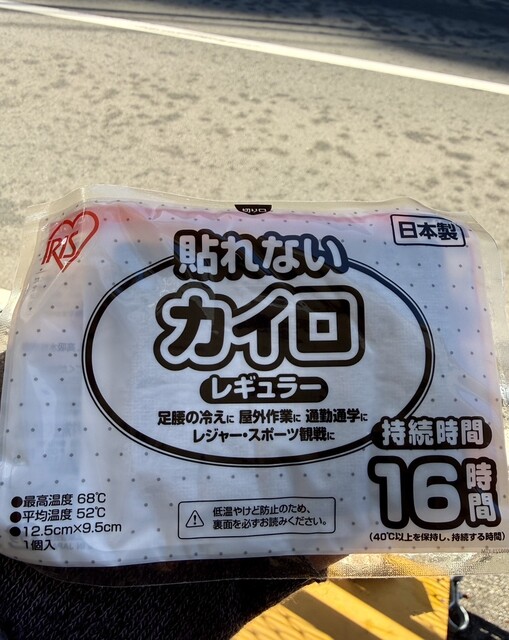 切り口
IRIS
日本製
貼れない
カイロ
レギュラー
足腰の冷えに 屋外作業に 通勤通学に
レジャー・スポーツ観戦に
持続時間
16時間
(40℃以上を保持し、持続する時間)
●最高温度 68℃
●平均温度 52℃
●12.5cm×9.5cm
1個入
低温やけど防止のため、
裏面を必ずお読みください。